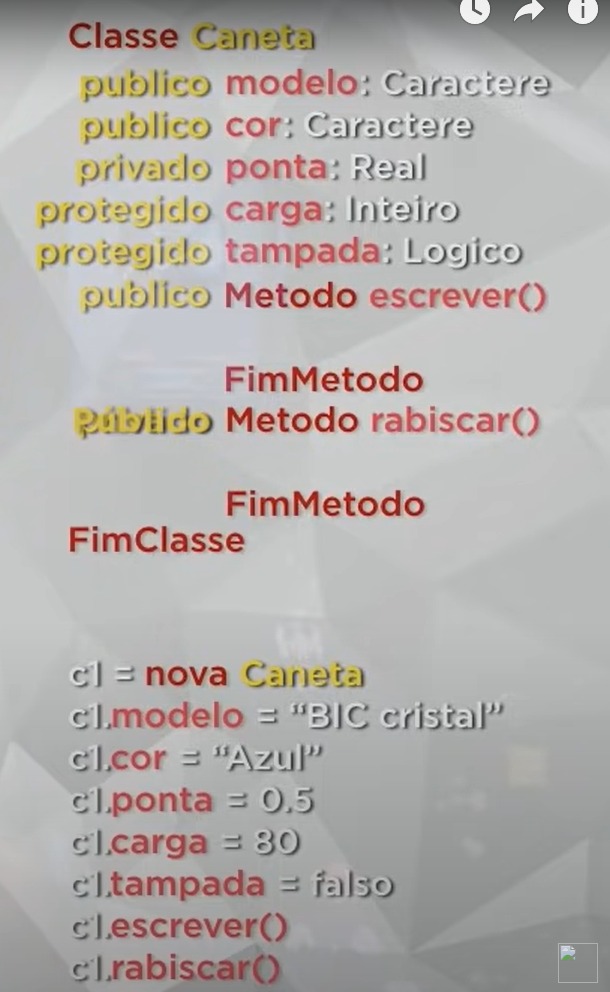 Classe Caneta
publico modelo: Caractere
publico cor: Caractere
privado ponta: Real
protegido carga: Inteiro
protegido tampada: Logico
publico Metodo escrever()
FimMetodo
Metodo rabiscar()
FimMetodo
FimClasse
c1 = nova Caneta
c1.modelo = “BIC cristal”
c1.cor = “Azul”
c1.ponta = 0.5
c1.carga = 80
c1.tampada = falso
c1.escrever()
c1.rabiscar()